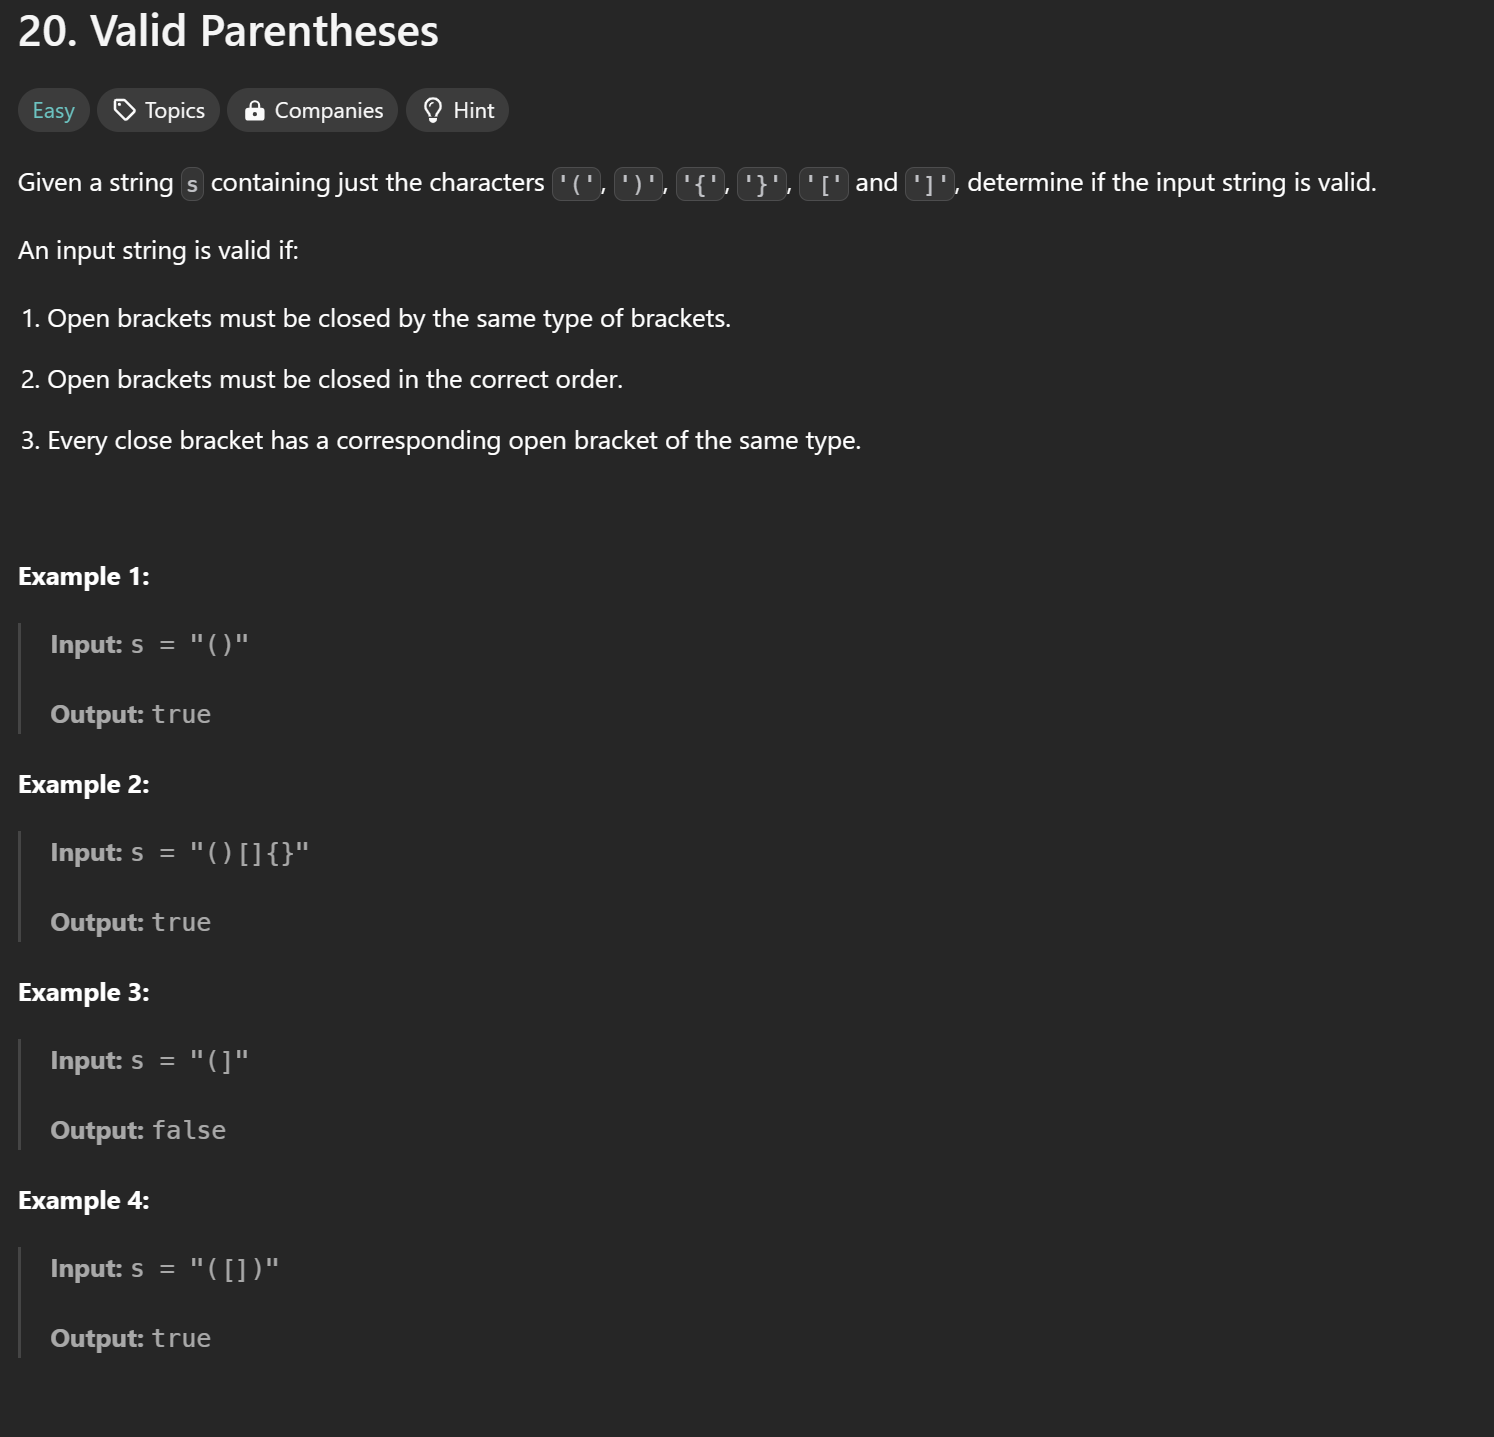 20. Valid Parentheses
Easy Topics Companies Hint
Given a string s containing just the characters '(', ')', '{', '}', '[' and ']', determine if the input string is valid.
An input string is valid if:
1. Open brackets must be closed by the same type of brackets.
2. Open brackets must be closed in the correct order.
3. Every close bracket has a corresponding open bracket of the same type.
Example 1:
Input: s = "()"
Output: true
Example 2:
Input: s = "()[]{}"
Output: true
Example 3:
Input: s = "(]"
Output: false
Example 4:
Input: s = "([])"
Output: true